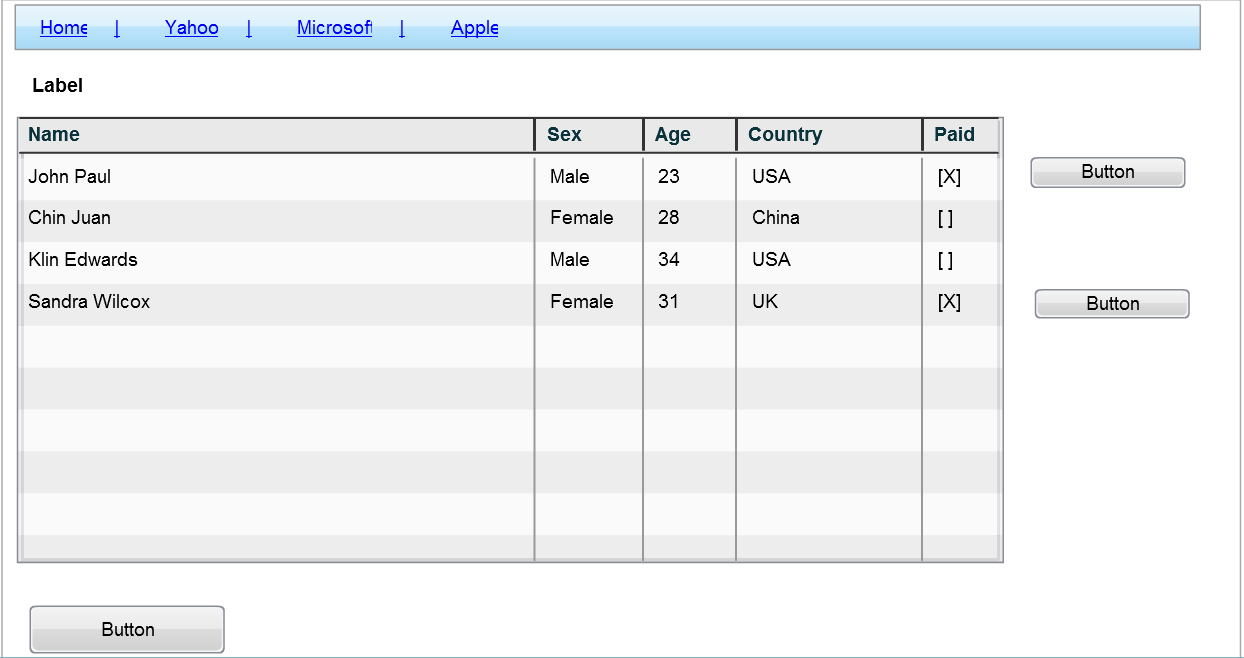 Home | Yahoo | Microsoft | Apple
Label
Name Sex Age Country Paid
John Paul Male 23 USA [X]
Button
Chin Juan Female 28 China [ ]
Klin Edwards Male 34 USA [ ]
Sandra Wilcox Female 31 UK [X]
Button
Button